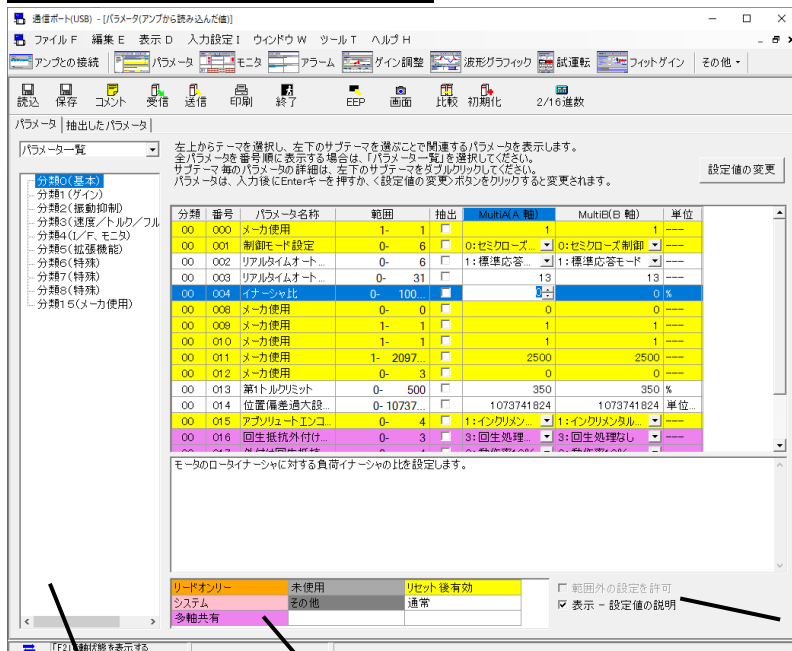 通信ポート(USB) - [パラメータ(アンプから読み込んだ値)]
ファイル F 編集 E 表示 D 入力設定 I ウィンドウ W ツール T ヘルプ H
アンプとの接続 パラメータ モニタ アラーム ゲイン調整 波形グラフィック 試運転 フィットゲイン その他
読込 保存 コメント 受信 送信 印刷 終了 EEP 画面 比較 初期化 2/16進数
パラメータ 抽出したパラメータ
パラメーター覧
左上からテーマを選択し、左下のサブテーマを選ぶことで関連するパラメータを表示します。
全パラメータを番号順に表示する場合は、「パラメーター覧」を選択してください。
サブテーマ毎のパラメータの詳細は、左下のテーマをダブルクリックしてください。
パラメータは、入力後にEnterキーを押すか、<設定値の変更>ボタンをクリックすると変更されます。
設定値の変更
分類0(基本)
分類1(ゲイン)
分類2(振動抑制)
分類3(速度/トルク/フル
分類4(I/F、モニタ)
分類5(拡張機能)
分類6(特殊)
分類7(特殊)
分類8(特殊)
分類15(メーカ使用)
分類 番号 パラメータ名称 範囲 抽出 MultiA(A 軸) MultiB(B 軸) 単位
00 000 メーカ使用 1- 1 1 1 ---
00 001 制御モード設定 0- 6 0:セミクローズ... 0:セミクローズ制御 ---
00 002 リアルタイムオート... 0- 6 1:標準応答... 1:標準応答モード ---
00 003 リアルタイムオート... 0- 31 13 13 ---
00 004 イナーシャ比 0- 100... 0 0 %
00 008 メーカ使用 0- 0 0 0 ---
00 009 メーカ使用 1- 1 1 1 ---
00 010 メーカ使用 1- 1 1 1 ---
00 011 メーカ使用 1- 2097... 2500 2500 ---
00 012 メーカ使用 0- 3 0 0 ---
00 013 第1トルクリミット 0- 500 350 350 %
00 014 位置偏差過大設... 0- 10737... 1073741824 1073741824 単位...
00 015 アブソリュートエンコ... 0- 4 1:インクリメン... 1:インクリメンタル... ---
00 016 回生抵抗外付け... 0- 3 3:回生処理... 3:回生処理なし ---
モータのロータイナーシャに対する負荷イナーシャの比を設定します。
リードオンリー 未使用 リセット後有効
システム その他 通常
多軸共有
範囲外の設定を許可
表示 - 設定値の説明